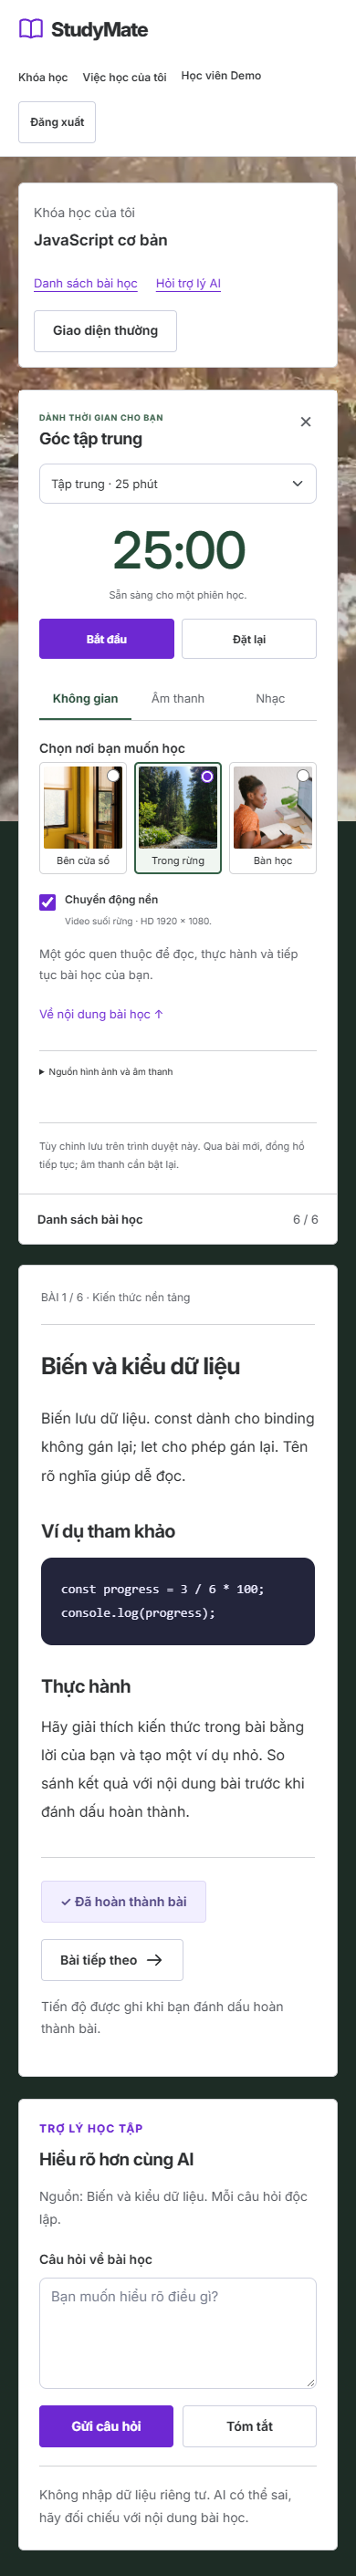 StudyMate
Khóa học
Việc học của tôi
Học viên Demo
Đăng xuất
Khóa học của tôi
JavaScript cơ bản
Danh sách bài học
Hỏi trợ lý AI
Giao diện thường
DÀNH THỜI GIAN CHO BẠN
Góc tập trung
Tập trung · 25 phút
25:00
Sẵn sàng cho một phiên học.
Bắt đầu
Đặt lại
Không gian
Âm thanh
Nhạc
Chọn nơi bạn muốn học
Bên cửa sổ
Trong rừng
Bàn học
Chuyển động nền
Video suối rừng · HD 1920 × 1080.
Một góc quen thuộc để đọc, thực hành và tiếp
tục bài học của bạn.
Về nội dung bài học ↑
Nguồn hình ảnh và âm thanh
Tùy chỉnh lưu trên trình duyệt này. Qua bài mới, đồng hồ
tiếp tục; âm thanh cần bật lại.
Danh sách bài học
6 / 6
BÀI 1 / 6 · Kiến thức nền tảng
Biến và kiểu dữ liệu
Biến lưu dữ liệu. const dành cho binding
không gán lại; let cho phép gán lại. Tên
rõ nghĩa giúp dễ đọc.
Ví dụ tham khảo
const progress = 3 / 6 * 100;
console.log(progress);
Thực hành
Hãy giải thích kiến thức trong bài bằng
lời của bạn và tạo một ví dụ nhỏ. So
sánh kết quả với nội dung bài trước khi
đánh dấu hoàn thành.
✓ Đã hoàn thành bài
Bài tiếp theo →
Tiến độ được ghi khi bạn đánh dấu hoàn
thành bài.
TRỢ LÝ HỌC TẬP
Hiểu rõ hơn cùng AI
Nguồn: Biến và kiểu dữ liệu. Mỗi câu hỏi độc
lập.
Câu hỏi về bài học
Bạn muốn hiểu rõ điều gì?
Gửi câu hỏi
Tóm tắt
Không nhập dữ liệu riêng tư. AI có thể sai,
hãy đối chiếu với nội dung bài học.